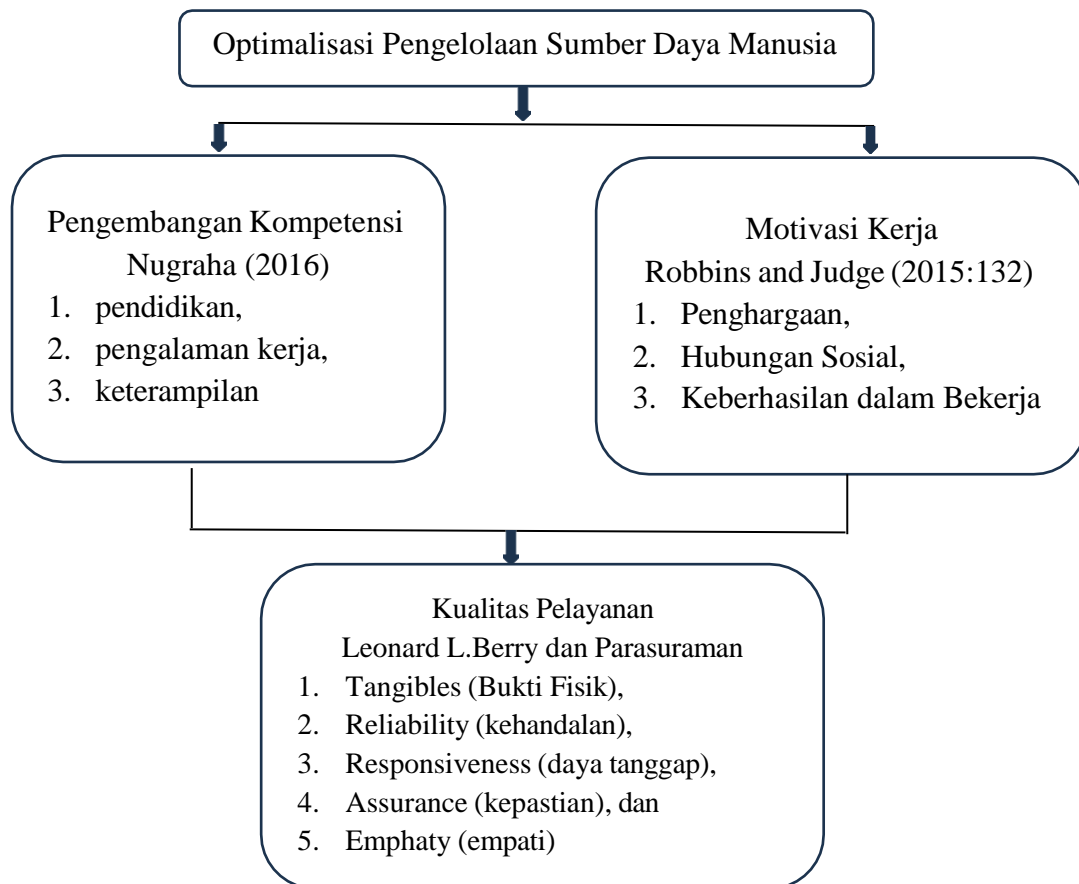 Optimalisasi Pengelolaan Sumber Daya Manusia
Pengembangan Kompetensi
Nugraha (2016)
1. pendidikan,
2. pengalaman kerja,
3. keterampilan
Motivasi Kerja
Robbins and Judge (2015:132)
1. Penghargaan,
2. Hubungan Sosial,
3. Keberhasilan dalam Bekerja
Kualitas Pelayanan
Leonard L.Berry dan Parasuraman
1. Tangibles (Bukti Fisik),
2. Reliability (kehandalan),
3. Responsiveness (daya tanggap),
4. Assurance (kepastian), dan
5. Emphaty (empati)